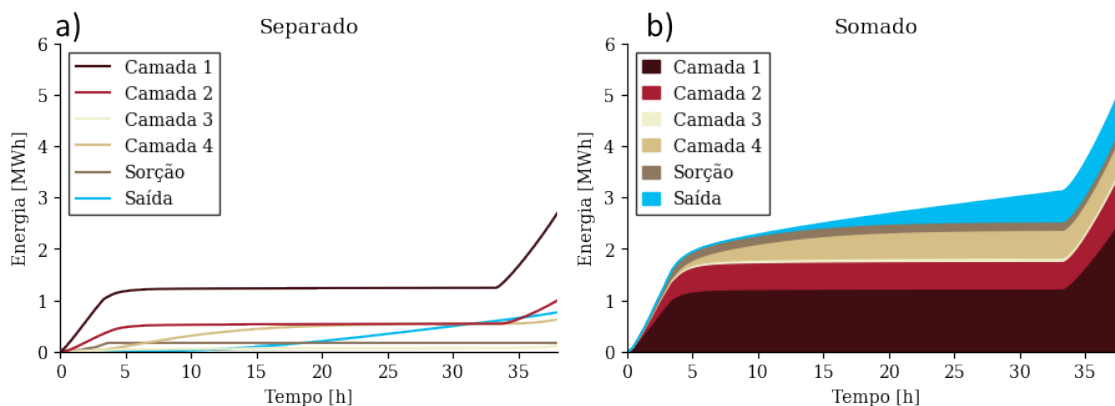 a)
Separado
Energia [MWh]
6
5
4
3
2
1
0
Camada 1
Camada 2
Camada 3
Camada 4
Sorção
Saída
0 5 10 15 20 25 30 35
Tempo [h]
b)
Somado
Energia [MWh]
6
5
4
3
2
1
0
Camada 1
Camada 2
Camada 3
Camada 4
Sorção
Saída
0 5 10 15 20 25 30 35
Tempo [h]